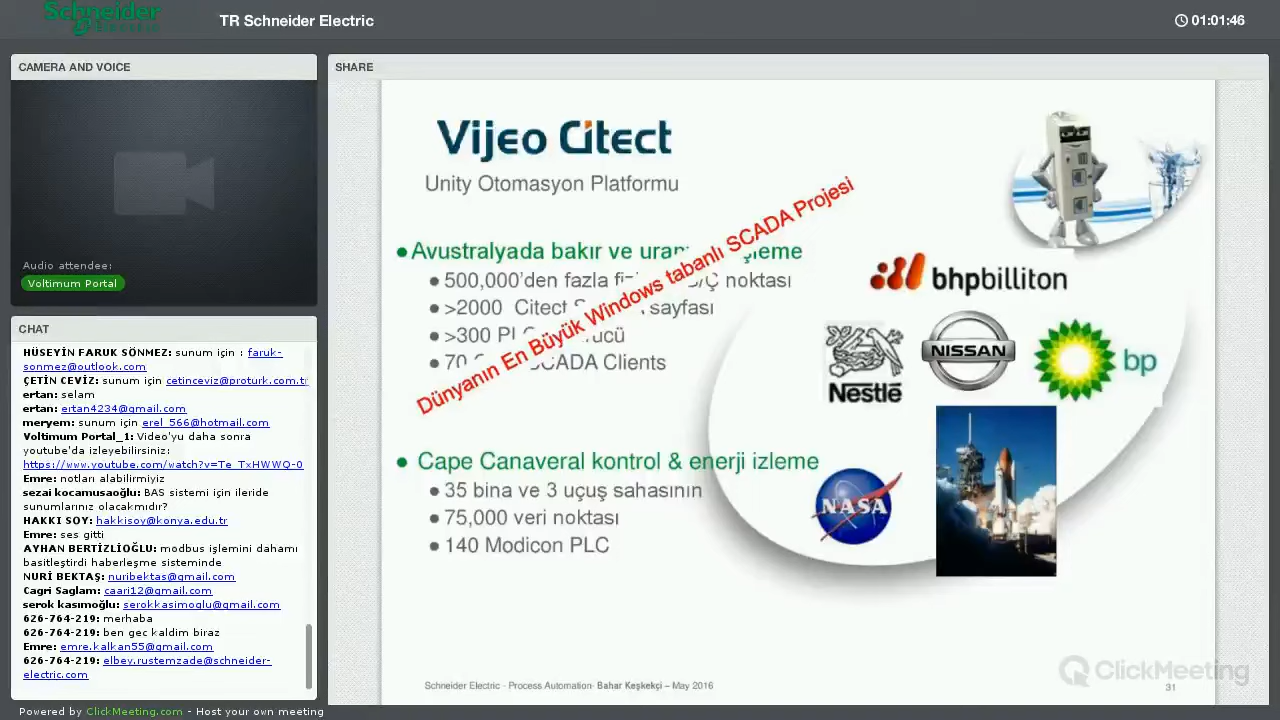 Schneider
Electric
TR Schneider Electric
01:01:46
CAMERA AND VOICE
Audio attendee:
Voltimum Portal
CHAT
HÜSEYİN FARUK SÖNMEZ: sunum için : faruk-
sonmez@outlook.com
ÇETİN CEVİZ: sunum için cetinceviz@proturk.com.tr
ertan: selam
ertan: ertan4234@gmail.com
meryem: sunum için erel_566@hotmail.com
Voltimum Portal_1: Video'yu daha sonra
youtube'da izleyebilirsiniz:
https://www.youtube.com/watch?v=Te_TxHWWQ-0
Emre: notları alabilirmiyiz
sezai kocamusaoğlu: BAS sistemi için ileride
sunumlarınız olacakmıdır?
HAKKI SOY: hakkisoy@konya.edu.tr
Emre: ses gitti
AYHAN BERTİZLİOĞLU: modbus işlemini dahamı
basitleştirdi haberleşme sisteminde
NURİ BEKTAŞ: nuribektas@gmail.com
Cagri Saglam: caari12@gmail.com
serok kasımoğlu: serokkasimoglu@gmail.com
626-764-219: merhaba
626-764-219: ben gec kaldim biraz
Emre: emre.kalkan55@gmail.com
626-764-219: elbey.rustemzade@schneider-
electric.com
Powered by ClickMeeting.com - Host your own meeting
SHARE
Vijeo Citect
Unity Otomasyon Platformu
Dünyanın En Büyük Windows tabanlı SCADA Projesi
● Avustralyada bakır ve
● 500,000'den fazla noktası
● >2000 Citect sayfası
● >300
● 70 SCADA Clients
bhpbilliton
Nestlé
NISSAN
bp
● Cape Canaveral kontrol & enerji izleme
● 35 bina ve 3 uçuş sahasının
● 75,000 veri noktası
● 140 Modicon PLC
NASA
Schneider Electric - Process Automation- Bahar Keşkekçi – May 2016
31
ClickMeeting